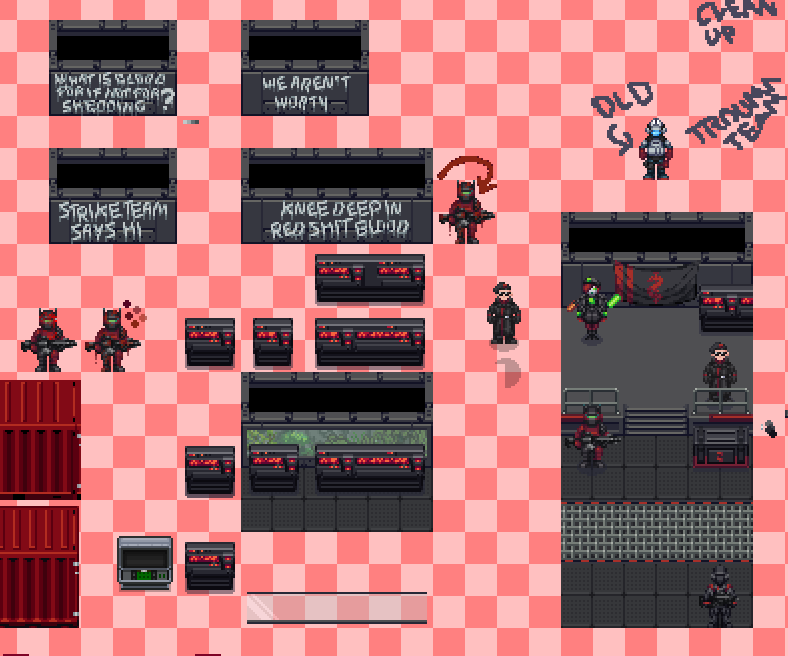 CLEAN
UP
WHAT IS BLOOD
FOR IF NOT FOR
SHEDDING ?
WE AREN'T
WORTY
OLD
TRAUMA
TEAM
STRIKE TEAM
SAYS HI
KNEE DEEP IN
RED SHIT BLOOD